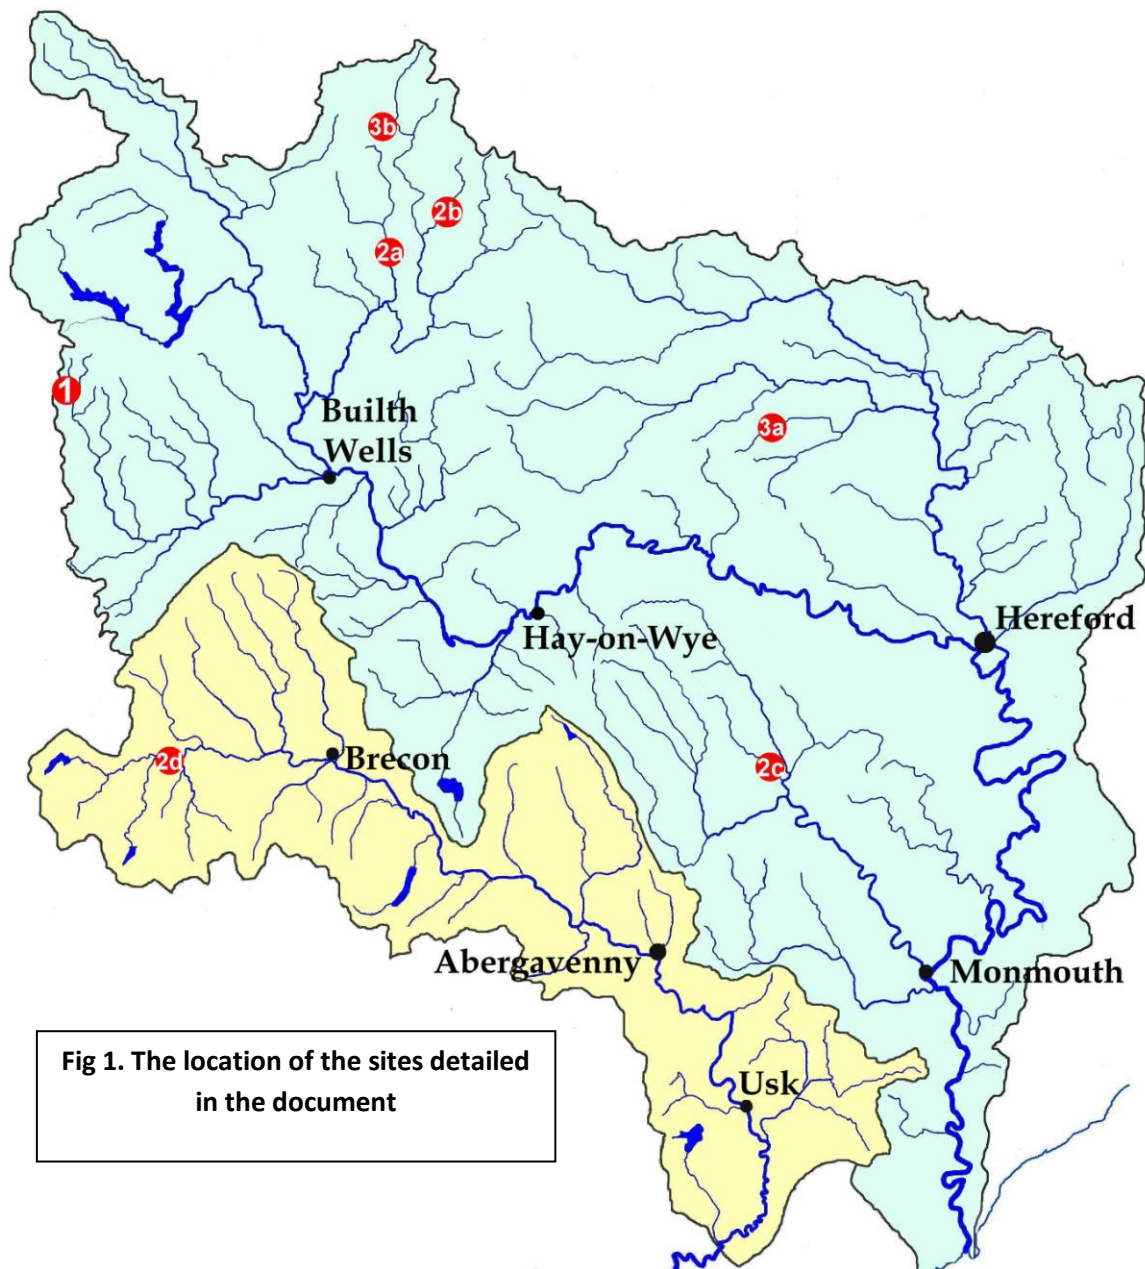 3b
2b
2a
1
Builth
Wells
3a
Hay-on-Wye
Hereford
2d
Brecon
2c
Abergavenny
Monmouth
Fig 1. The location of the sites detailed
in the document
Usk